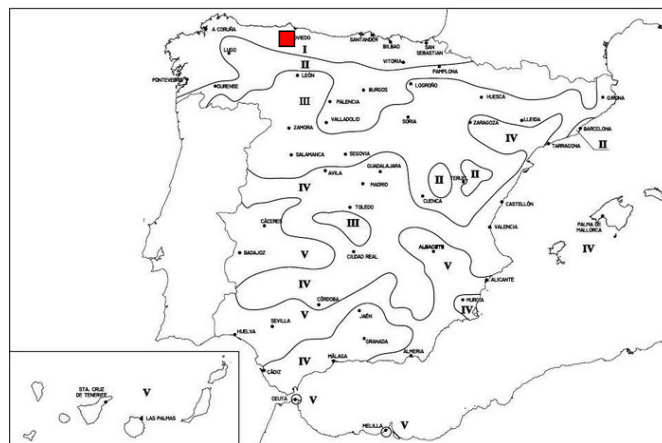 A CORUÑA
OVIEDO
SANTANDER
BILBAO
SAN
SEBASTIAN
LUGO
I
II
VITORIA
PAMPLONA
PONTEVEDRA
OURENSE
LEÓN
BURGOS
LOGROÑO
HUESCA
GIRONA
III
PALENCIA
ZAMORA
VALLADOLID
SORIA
ZARAGOZA
LLEIDA
IV
BARCELONA
II
TARRAGONA
SALAMANCA
SEGOVIA
AVILA
GUADALAJARA
MADRID
IV
II
II
TERUEL
CUENCA
TOLEDO
CASTELLÓN
CÁCERES
III
VALENCIA
PALMA DE
MALLORCA
IV
BADAJOZ
V
CIUDAD REAL
ALBACETE
V
ALICANTE
IV
CÓRDOBA
V
MURCIA
IV
HUELVA
SEVILLA
JAÉN
GRANADA
IV
CÁDIZ
MÁLAGA
ALMERIA
STA. CRUZ
DE TENERIFE
V
LAS PALMAS
CEUTA
V
MELILLA
V